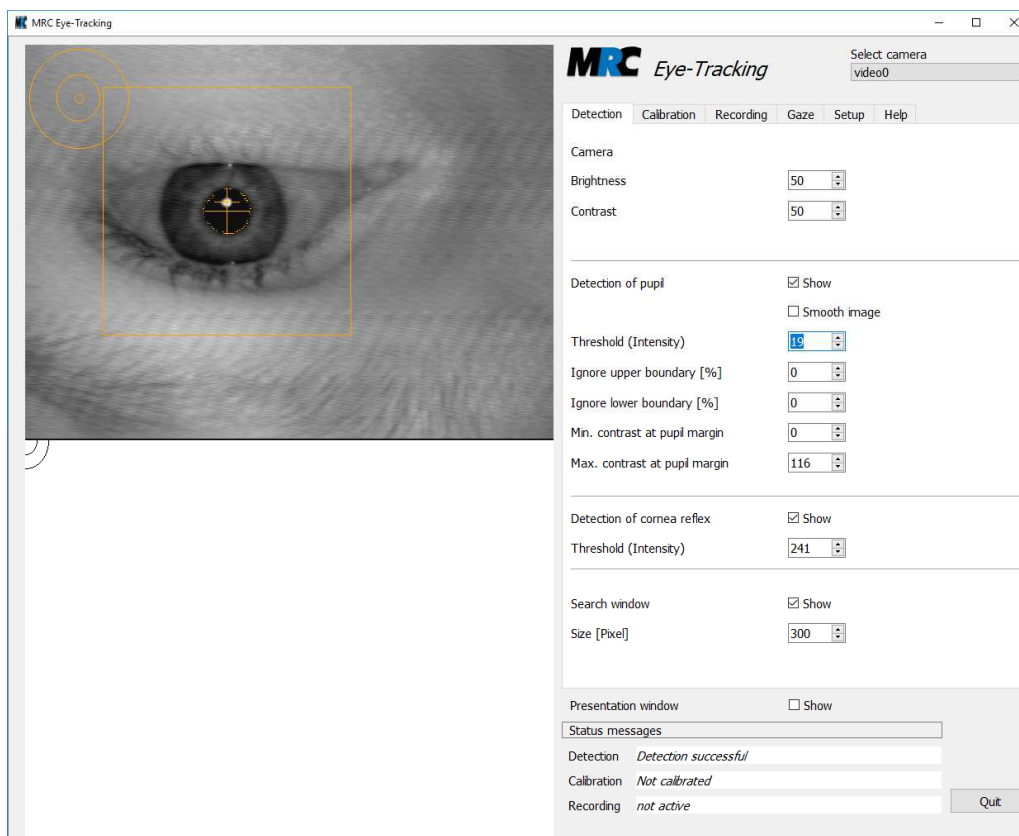 MRC Eye-Tracking
MRC Eye-Tracking
Select camera
video0
Detection Calibration Recording Gaze Setup Help
Camera
Brightness 50
Contrast 50
Detection of pupil Show
Smooth image
Threshold (Intensity) 19
Ignore upper boundary [%] 0
Ignore lower boundary [%] 0
Min. contrast at pupil margin 0
Max. contrast at pupil margin 116
Detection of cornea reflex Show
Threshold (Intensity) 241
Search window Show
Size [Pixel] 300
Presentation window Show
Status messages
Detection Detection successful
Calibration Not calibrated
Recording not active
Quit